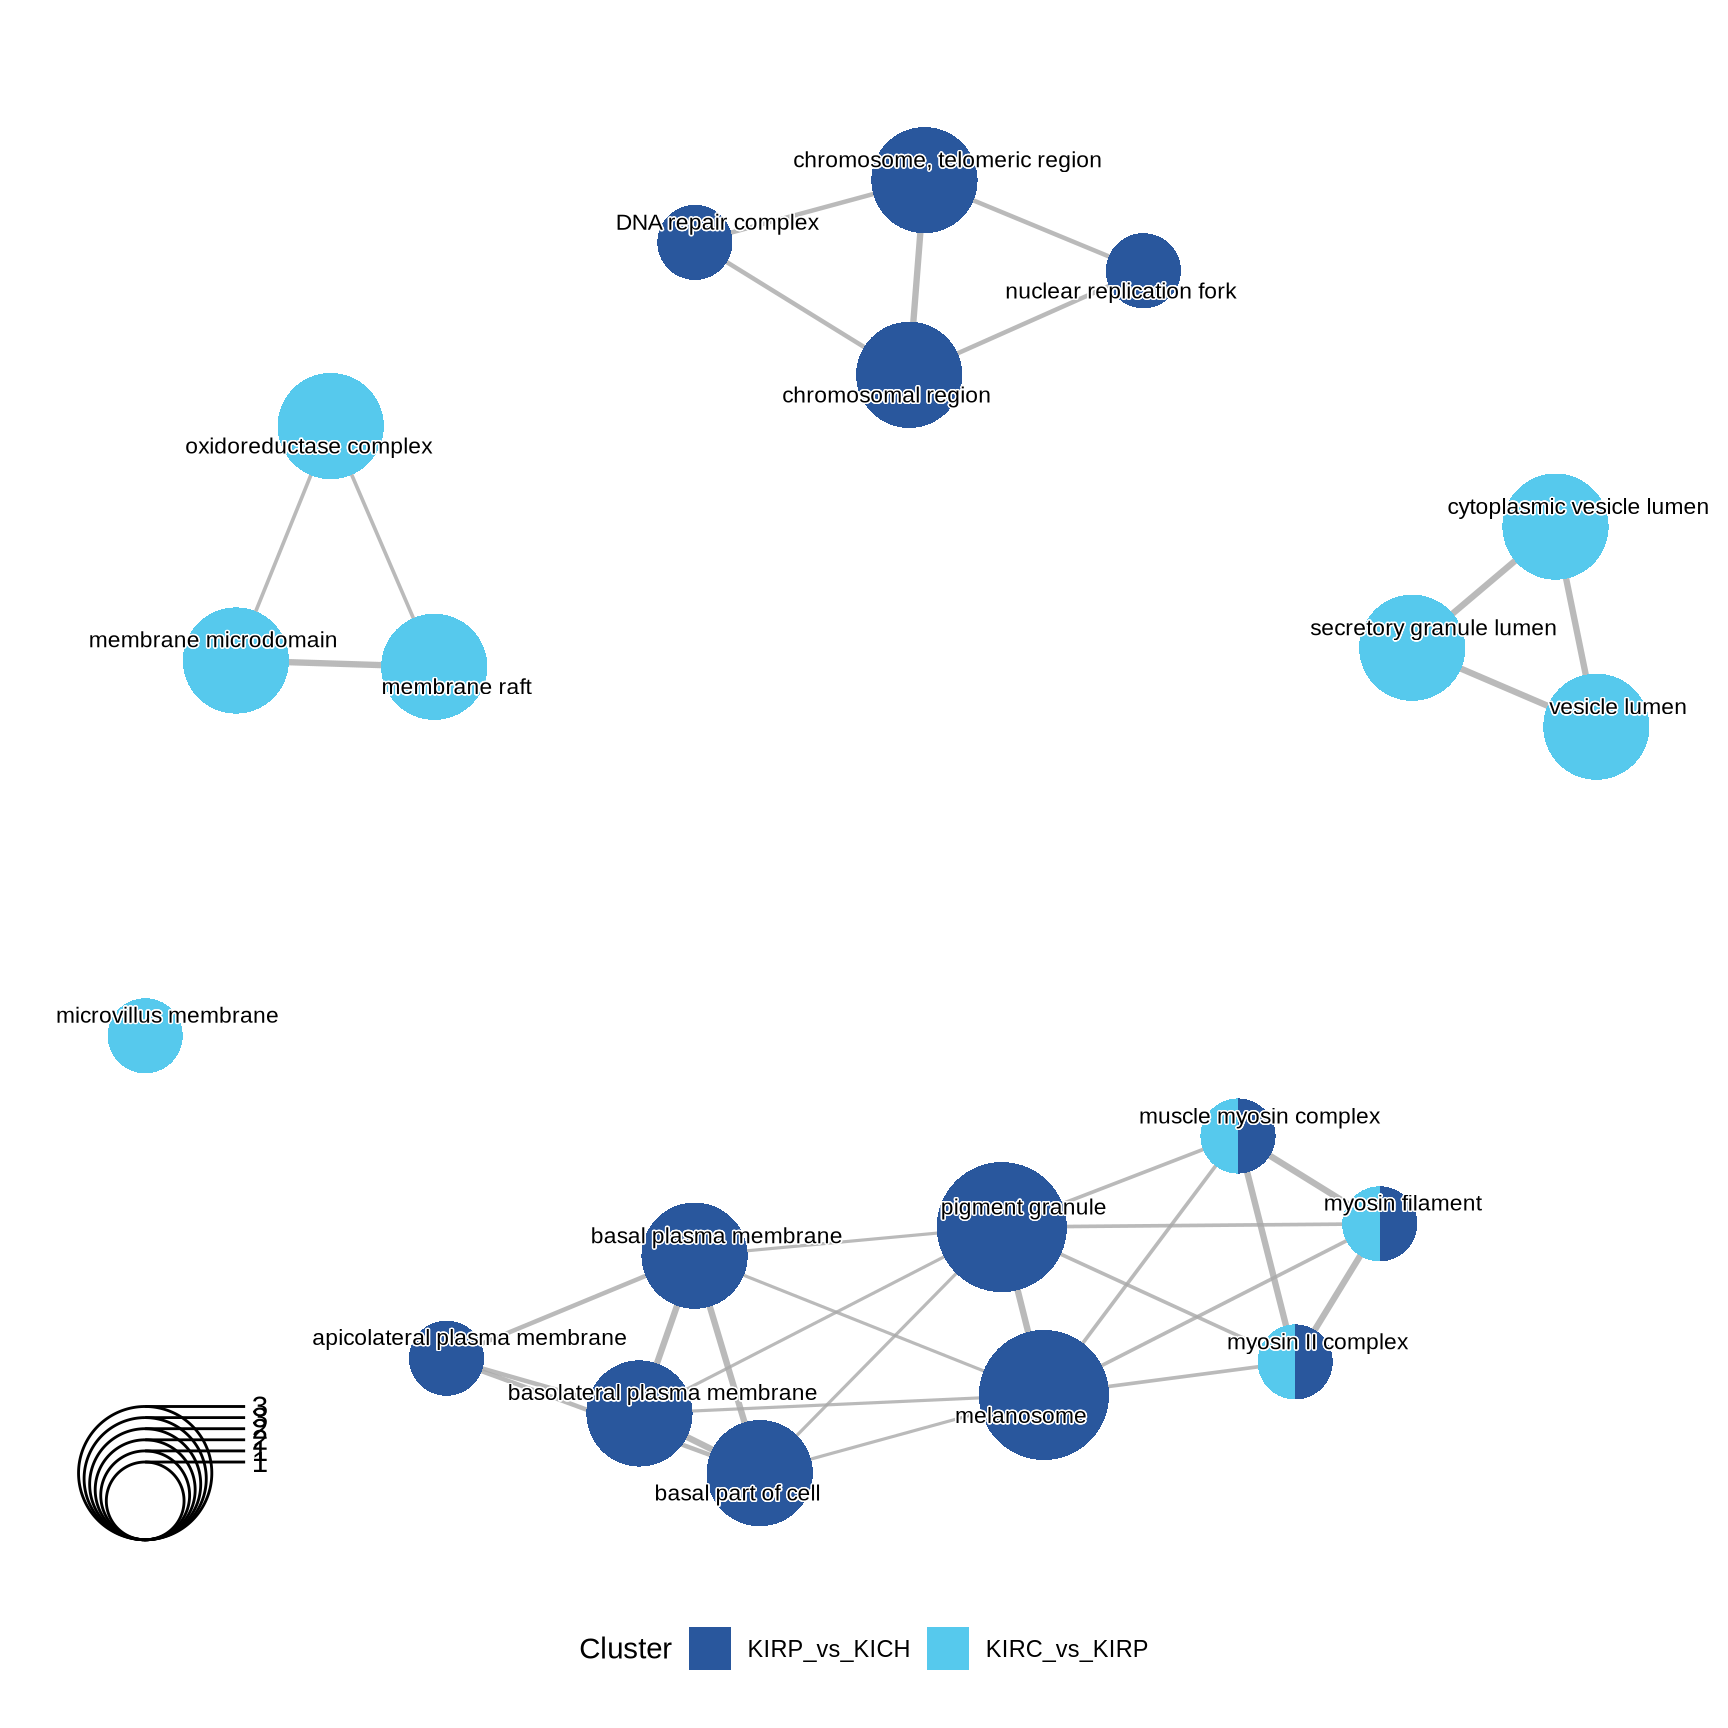 chromosome, telomeric region
DNA repair complex
nuclear replication fork
chromosomal region
oxidoreductase complex
cytoplasmic vesicle lumen
secretory granule lumen
membrane microdomain
membrane raft
vesicle lumen
microvillus membrane
muscle myosin complex
myosin filament
pigment granule
basal plasma membrane
apicolateral plasma membrane
myosin II complex
basolateral plasma membrane
melanosome
basal part of cell
3
3
3
2
1
1
Cluster KIRP_vs_KICH KIRC_vs_KIRP